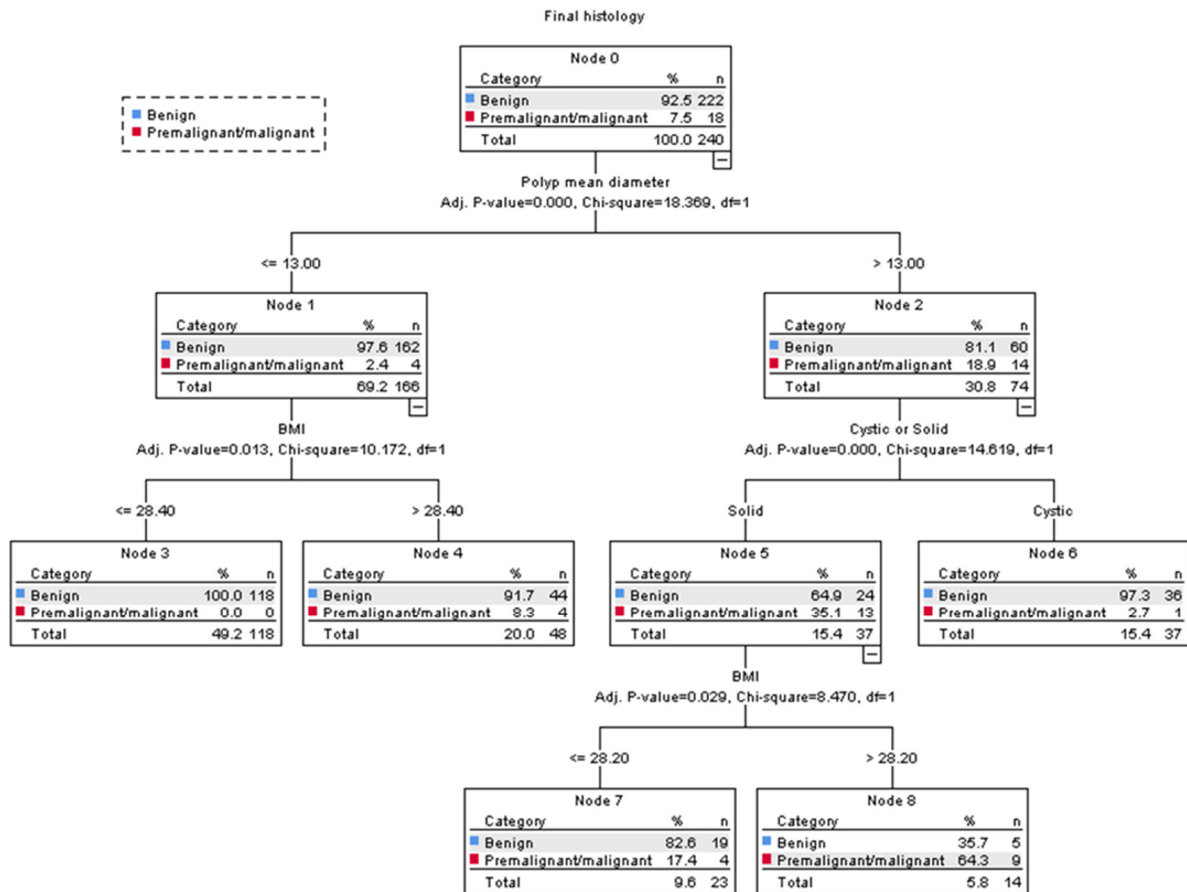 Final histology
Node 0
Category % n
Benign 92.5 222
Premalignant/malignant 7.5 18
Total 100.0 240
Benign
Premalignant/malignant
Polyp mean diameter
Adj. P-value=0.000, Chi-square=18.369, df=1
<= 13.00
> 13.00
Node 1
Category % n
Benign 97.6 162
Premalignant/malignant 2.4 4
Total 69.2 166
Node 2
Category % n
Benign 81.1 60
Premalignant/malignant 18.9 14
Total 30.8 74
BMI
Adj. P-value=0.013, Chi-square=10.172, df=1
Cystic or Solid
Adj. P-value=0.000, Chi-square=14.619, df=1
<= 28.40
> 28.40
Solid
Cystic
Node 3
Category % n
Benign 100.0 118
Premalignant/malignant 0.0 0
Total 49.2 118
Node 4
Category % n
Benign 91.7 44
Premalignant/malignant 8.3 4
Total 20.0 48
Node 5
Category % n
Benign 64.9 24
Premalignant/malignant 35.1 13
Total 15.4 37
Node 6
Category % n
Benign 97.3 36
Premalignant/malignant 2.7 1
Total 15.4 37
BMI
Adj. P-value=0.029, Chi-square=8.470, df=1
<= 28.20
> 28.20
Node 7
Category % n
Benign 82.6 19
Premalignant/malignant 17.4 4
Total 9.6 23
Node 8
Category % n
Benign 35.7 5
Premalignant/malignant 64.3 9
Total 5.8 14